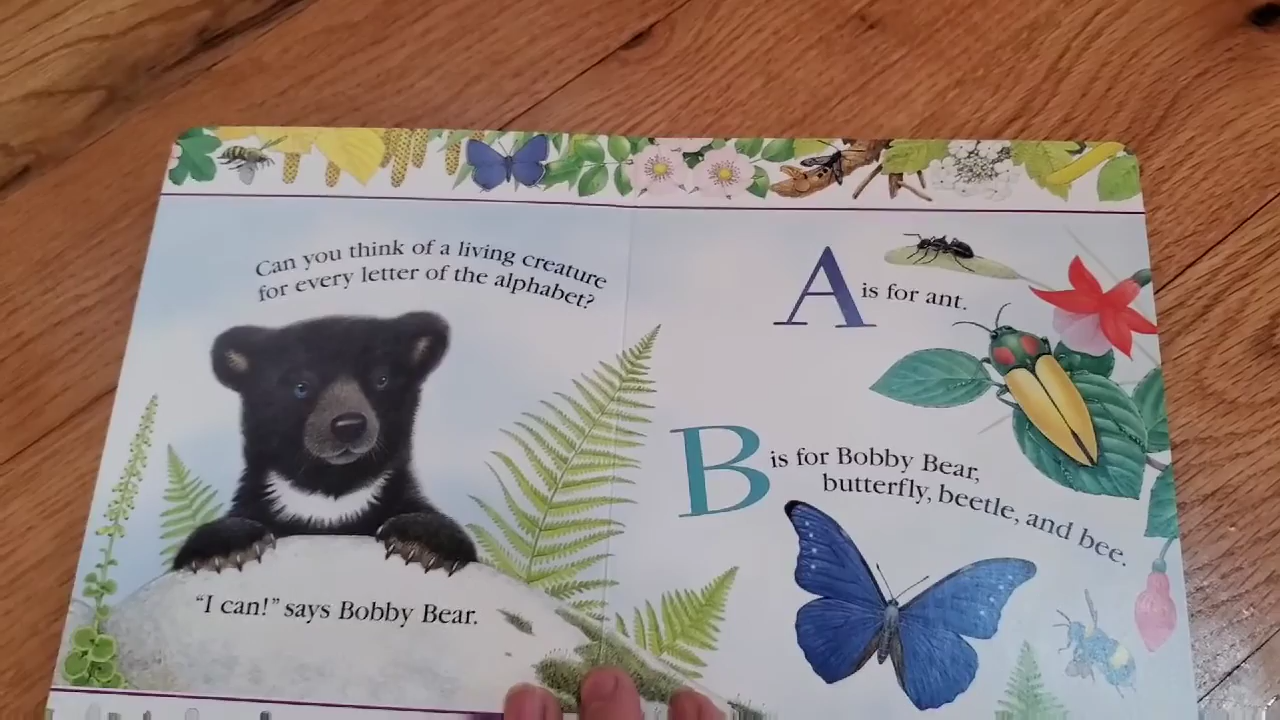 Can you think of a living creature
for every letter of the alphabet?
"I can!" says Bobby Bear.
A is for ant.
B is for Bobby Bear,
butterfly, beetle, and bee.